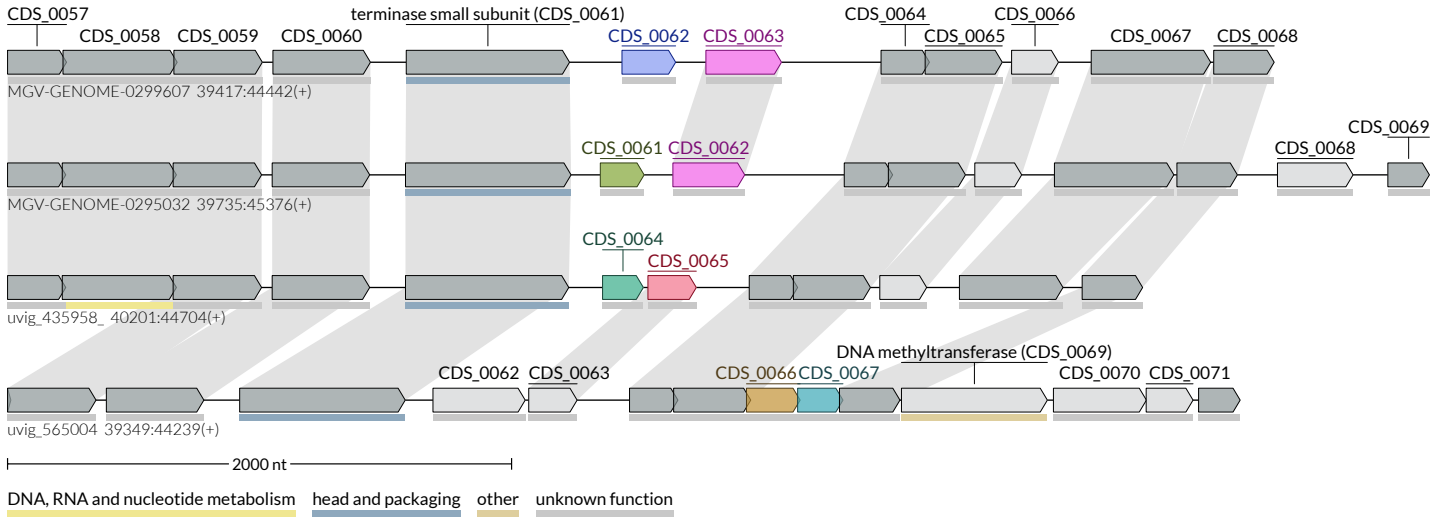 CDS_0057 terminase small subunit (CDS_0061) CDS_0064 CDS_0066
CDS_0058 CDS_0059 CDS_0060 CDS_0062 CDS_0063 CDS_0065 CDS_0067 CDS_0068
MGV-GENOME-0299607 39417:44442(+)
CDS_0069
CDS_0061 CDS_0062 CDS_0068
MGV-GENOME-0295032 39735:45376(+)
CDS_0064
CDS_0065
uvig_435958_ 40201:44704(+)
DNA methyltransferase (CDS_0069)
CDS_0062 CDS_0063 CDS_0066 CDS_0067 CDS_0070 CDS_0071
uvig_565004 39349:44239(+)
2000 nt
DNA, RNA and nucleotide metabolism head and packaging other unknown function